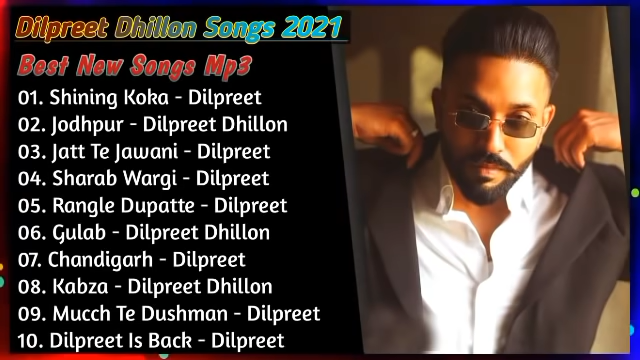 Dilpreet Dhillon Songs 2021
Best New Songs Mp3
01. Shining Koka - Dilpreet
02. Jodhpur - Dilpreet Dhillon
03. Jatt Te Jawani - Dilpreet
04. Sharab Wargi - Dilpreet
05. Rangle Dupatte - Dilpreet
06. Gulab - Dilpreet Dhillon
07. Chandigarh - Dilpreet
08. Kabza - Dilpreet Dhillon
09. Mucch Te Dushman - Dilpreet
10. Dilpreet Is Back - Dilpreet